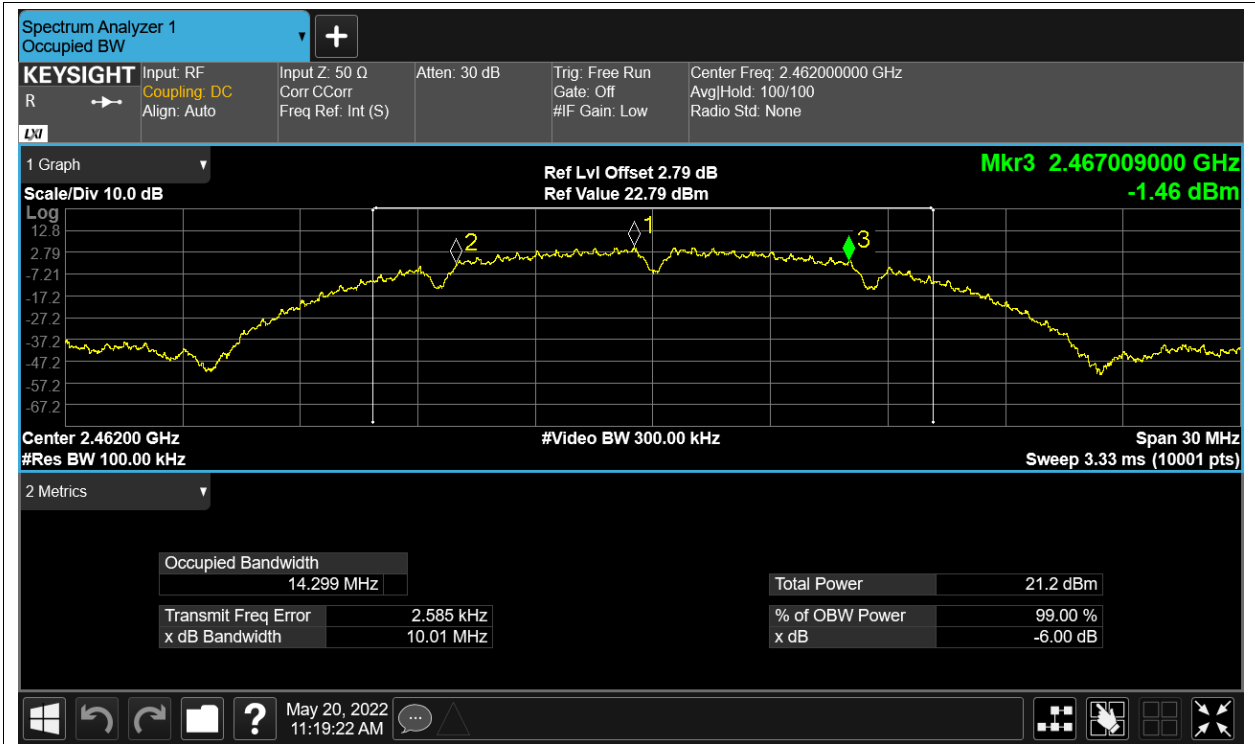 Spectrum Analyzer 1
Occupied BW
KEYSIGHT
R
LXI
Input: RF
Coupling: DC
Align: Auto
Input Z: 50 Ω
Corr CCorr
Freq Ref: Int (S)
Atten: 30 dB
Trig: Free Run
Gate: Off
#IF Gain: Low
Center Freq: 2.462000000 GHz
Avg|Hold: 100/100
Radio Std: None
1 Graph
Scale/Div 10.0 dB
Ref Lvl Offset 2.79 dB
Ref Value 22.79 dBm
Mkr3 2.467009000 GHz
-1.46 dBm
Log
12.8
2.79
-7.21
-17.2
-27.2
-37.2
-47.2
-57.2
-67.2
2
1
3
Center 2.46200 GHz
#Res BW 100.00 kHz
#Video BW 300.00 kHz
Span 30 MHz
Sweep 3.33 ms (10001 pts)
2 Metrics
Occupied Bandwidth
14.299 MHz
Transmit Freq Error 2.585 kHz
x dB Bandwidth 10.01 MHz
Total Power 21.2 dBm
% of OBW Power 99.00 %
x dB -6.00 dB
?
May 20, 2022
11:19:22 AM